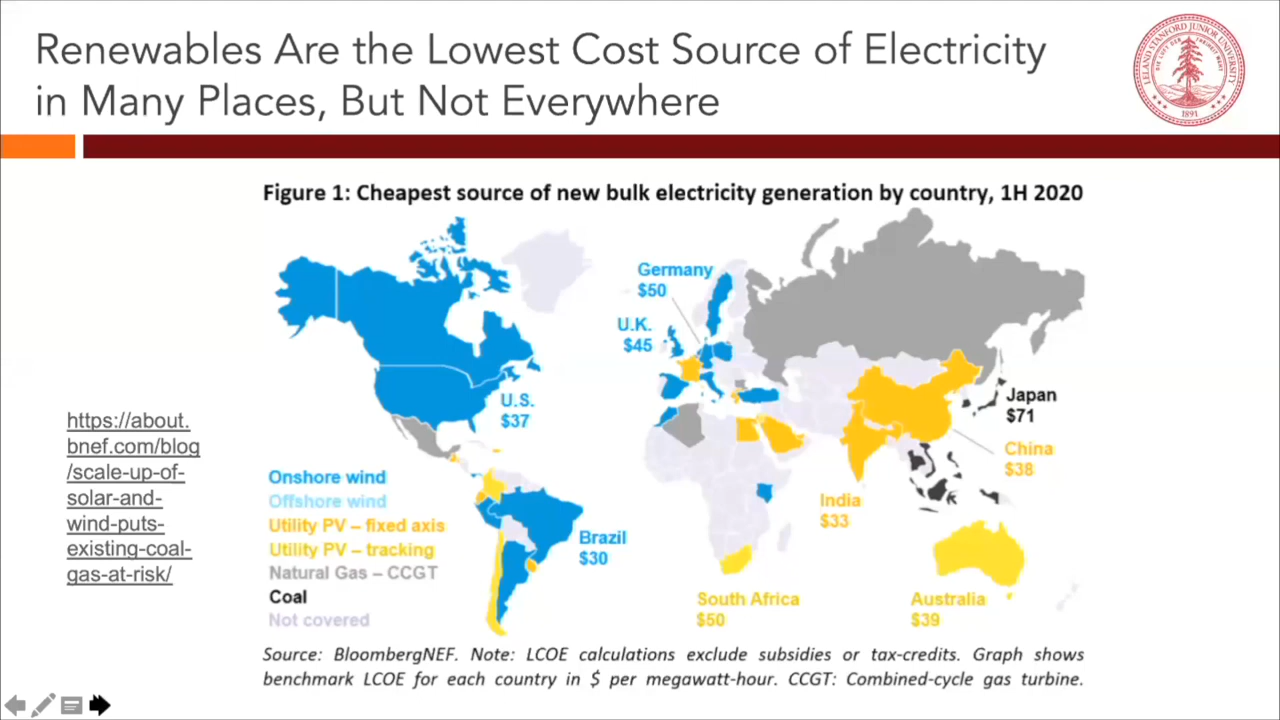 Renewables Are the Lowest Cost Source of Electricity
in Many Places, But Not Everywhere
1891
https://about.
bnef.com/blog
/scale-up-of-
solar-and-
wind-puts-
existing-coal-
gas-at-risk/
Figure 1: Cheapest source of new bulk electricity generation by country, 1H 2020
Germany
$50
U.K.
$45
U.S.
$37
Japan
$71
China
$38
India
$33
Brazil
$30
South Africa
$50
Australia
$39
Onshore wind
Offshore wind
Utility PV – fixed axis
Utility PV – tracking
Natural Gas – CCGT
Coal
Not covered
Source: BloombergNEF. Note: LCOE calculations exclude subsidies or tax-credits. Graph shows
benchmark LCOE for each country in $ per megawatt-hour. CCGT: Combined-cycle gas turbine.